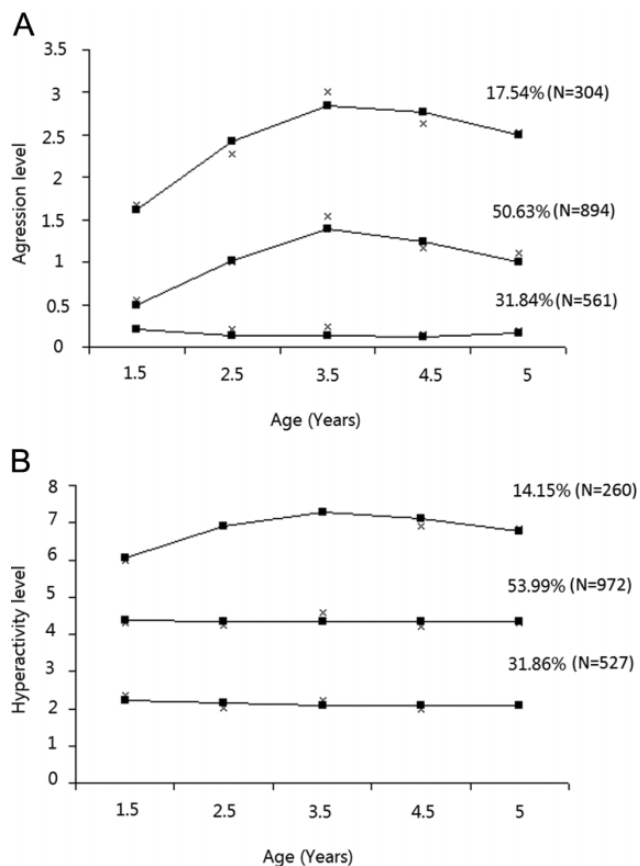 A
3.5
3
17.54% (N=304)
2.5
2
50.63% (N=894)
1.5
1
31.84% (N=561)
0.5
0
Agression level
1.5 2.5 3.5 4.5 5
Age (Years)
B
8
14.15% (N=260)
7
6
53.99% (N=972)
5
4
31.86% (N=527)
3
2
1
0
Hyperactivity level
1.5 2.5 3.5 4.5 5
Age (Years)